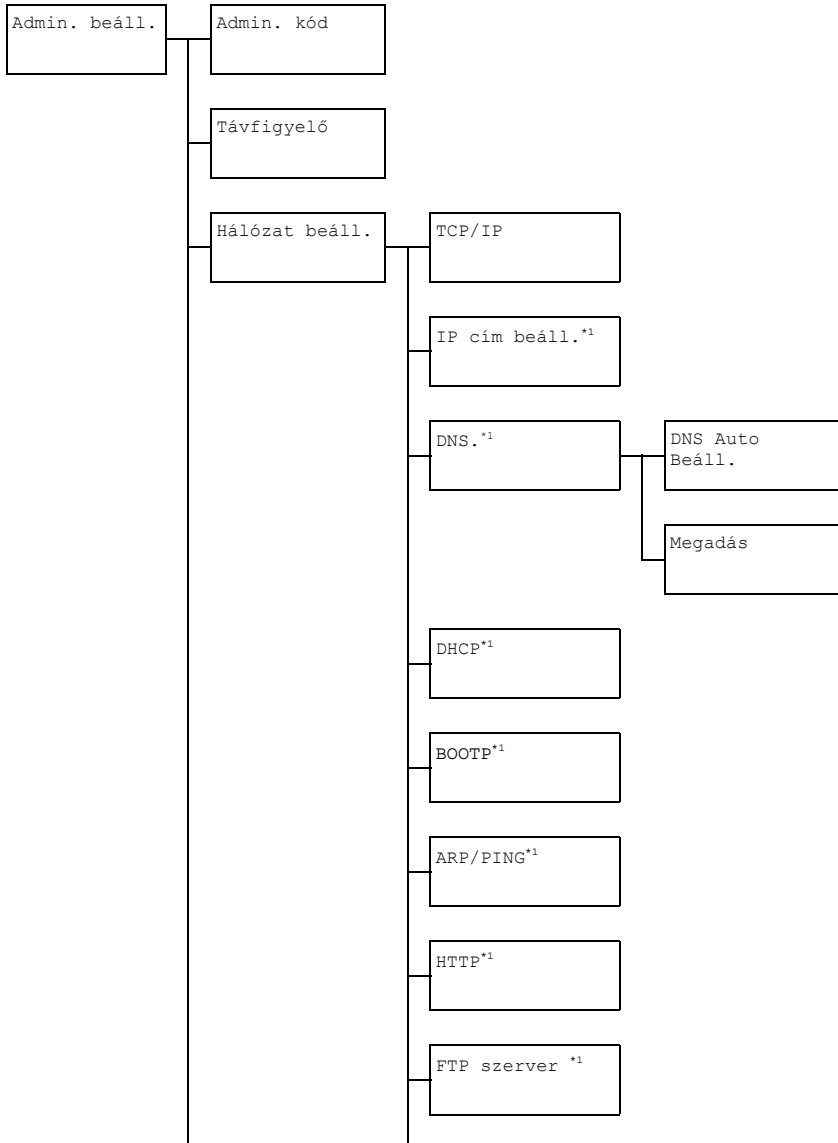 Admin. beáll.
Admin. kód
Távfigyelő
Hálózat beáll.
TCP/IP
IP cím beáll.*1
DNS.*1
DNS Auto
Beáll.
Megadás
DHCP*1
BOOTP*1
ARP/PING*1
HTTP*1
FTP szerver *1